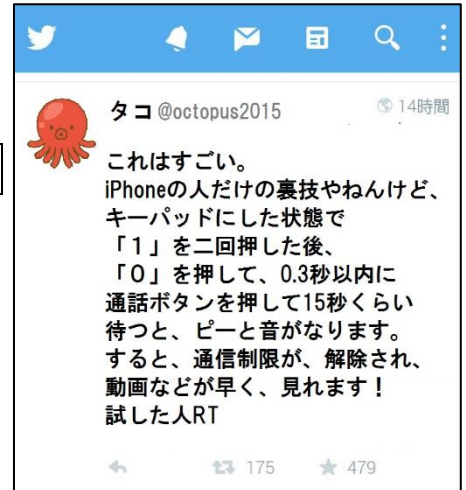 タコ @octopus2015 14時間
これはすごい。
iPhoneの人だけの裏技やねんけど、
キーパッドにした状態で
「1」を二回押した後、
「0」を押して、0.3秒以内に
通話ボタンを押して15秒くらい
待つと、ピーと音がなります。
すると、通信制限が、解除され、
動画などが早く、見れます！
試した人RT
175 479